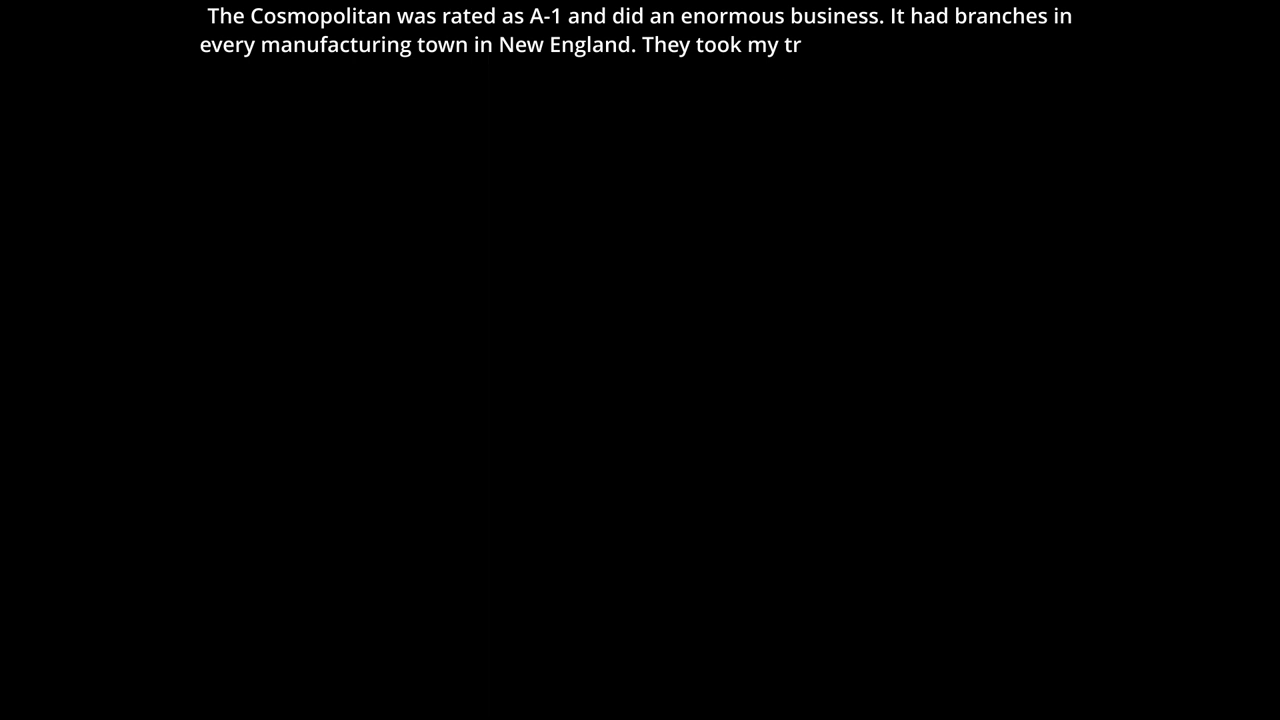 The Cosmopolitan was rated as A-1 and did an enormous business. It had branches in
every manufacturing town in New England. They took my tr